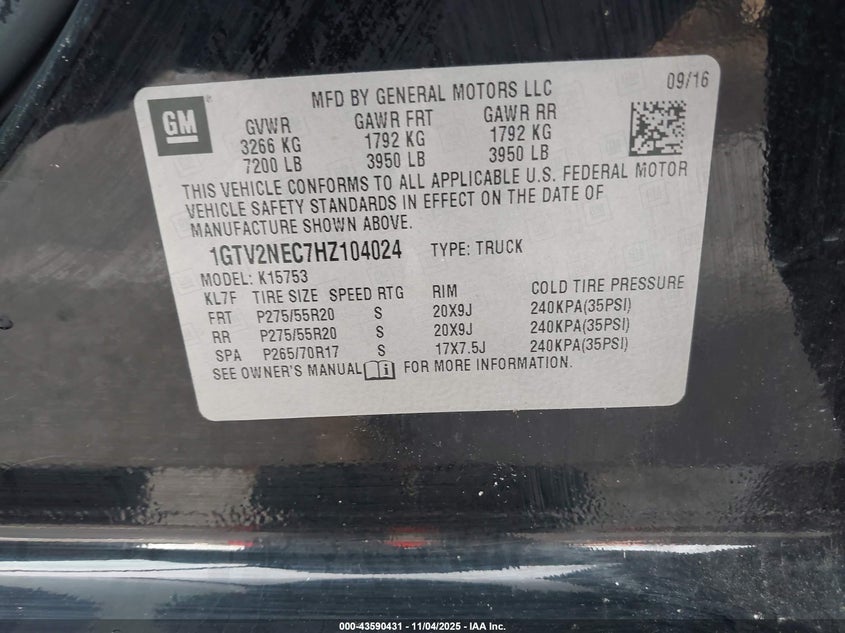 09/16
GM ®
MFD BY GENERAL MOTORS LLC
GVWR GAWR FRT GAWR RR
3266 KG 1792 KG 1792 KG
7200 LB 3950 LB 3950 LB
THIS VEHICLE CONFORMS TO ALL APPLICABLE U.S. FEDERAL MOTOR
VEHICLE SAFETY STANDARDS IN EFFECT ON THE DATE OF
MANUFACTURE SHOWN ABOVE.
1GTV2NEC7HZ104024 TYPE: TRUCK
MODEL: K15753
KL7F TIRE SIZE SPEED RTG RIM COLD TIRE PRESSURE
FRT P275/55R20 S 20X9J 240KPA(35PSI)
RR P275/55R20 S 20X9J 240KPA(35PSI)
SPA P265/70R17 S 17X7.5J 240KPA(35PSI)
SEE OWNER'S MANUAL FOR MORE INFORMATION.
000-43590431 - 11/04/2025 - IAA Inc.